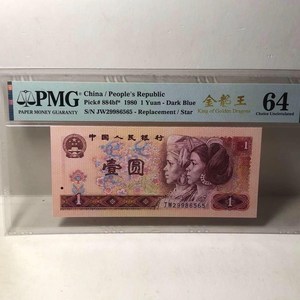 PMG
PAPER MONEY GUARANTY
China / People's Republic
Pick# 884bf* 1980 1 Yuan - Dark Blue
S/N JW29986565 - Replacement / Star
金龙王
King of Golden Dragon
64
Choice Uncirculated
中国人民银行
1
壹圆
1
JW29986565